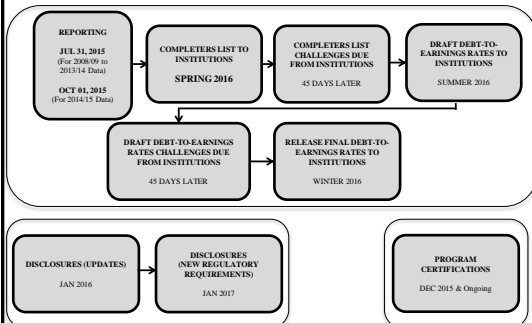 REPORTING
JUL 31, 2015
(For 2008/09 to
2013/14 Data)
OCT 01, 2015
(For 2014/15 Data)
COMPLETERS LIST TO
INSTITUTIONS
SPRING 2016
COMPLETERS LIST
CHALLENGES DUE
FROM INSTITUTIONS
45 DAYS LATER
DRAFT DEBT-TO-
EARININGS RATES TO
INSTITUTIONS
SUMMER 2016
DRAFT DEBT-TO-EARNINGS
RATES CHALLENGES DUE
FROM INSTITUTIONS
45 DAYS LATER
RELEASE FINAL DEBT-TO-
EARNINGS RATES TO
INSTITUTIONS
WINTER 2016
DISCLOSURES (UPDATES)
JAN 2016
DISCLOSURES
(NEW REGULATORY
REQUIREMENTS)
JAN 2017
PROGRAM
CERTIFICATIONS
DEC 2015 & Ongoing